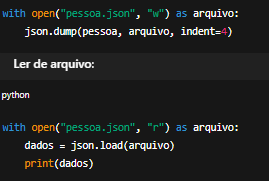 with open("pessoa.json", "w") as arquivo:
    json.dump(pessoa, arquivo, indent=4)
Ler de arquivo:
python
with open("pessoa.json", "r") as arquivo:
    dados = json.load(arquivo)
    print(dados)